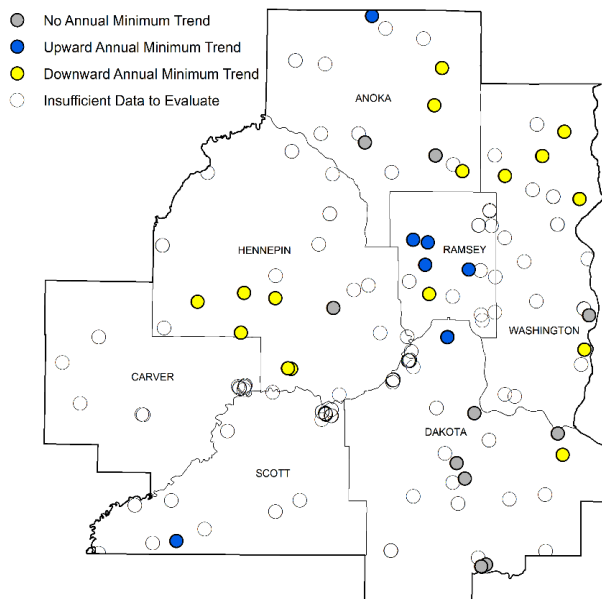 No Annual Minimum Trend
Upward Annual Minimum Trend
Downward Annual Minimum Trend
Insufficient Data to Evaluate
ANOKA
HENNEPIN
RAMSEY
WASHINGTON
CARVER
DAKOTA
SCOTT